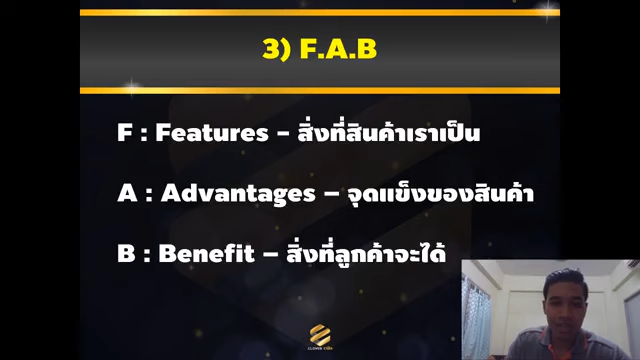 3) F.A.B
F : Features - สิ่งที่สินค้าเราเป็น
A : Advantages – จุดแข็งของสินค้า
B : Benefit – สิ่งที่ลูกค้าจะได้